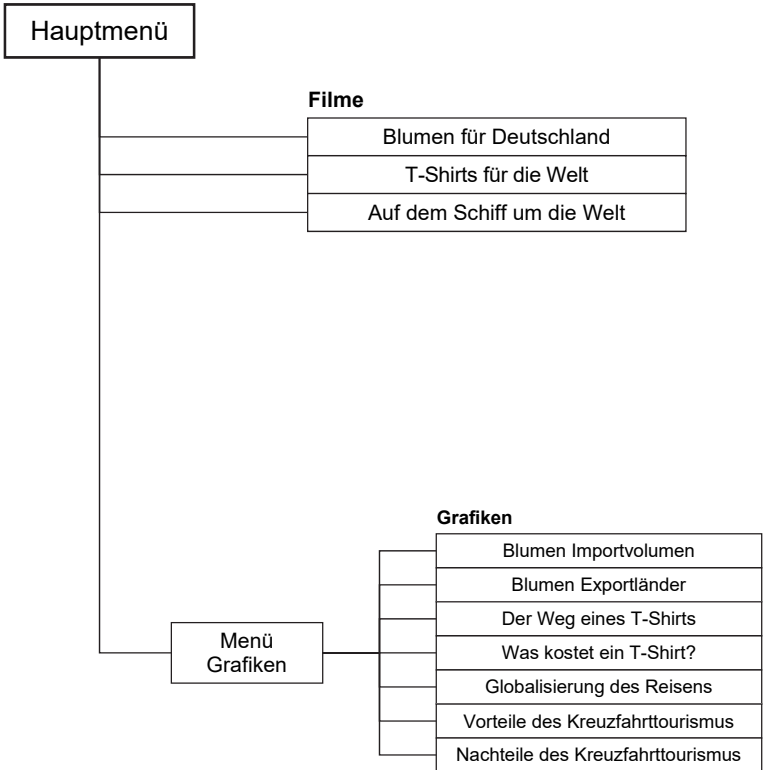 Hauptmenü
Filme
Blumen für Deutschland
T-Shirts für die Welt
Auf dem Schiff um die Welt
Grafiken
Blumen Importvolumen
Blumen Exportländer
Der Weg eines T-Shirts
Menü
Grafiken
Was kostet ein T-Shirt?
Globalisierung des Reisens
Vorteile des Kreuzfahrttourismus
Nachteile des Kreuzfahrttourismus